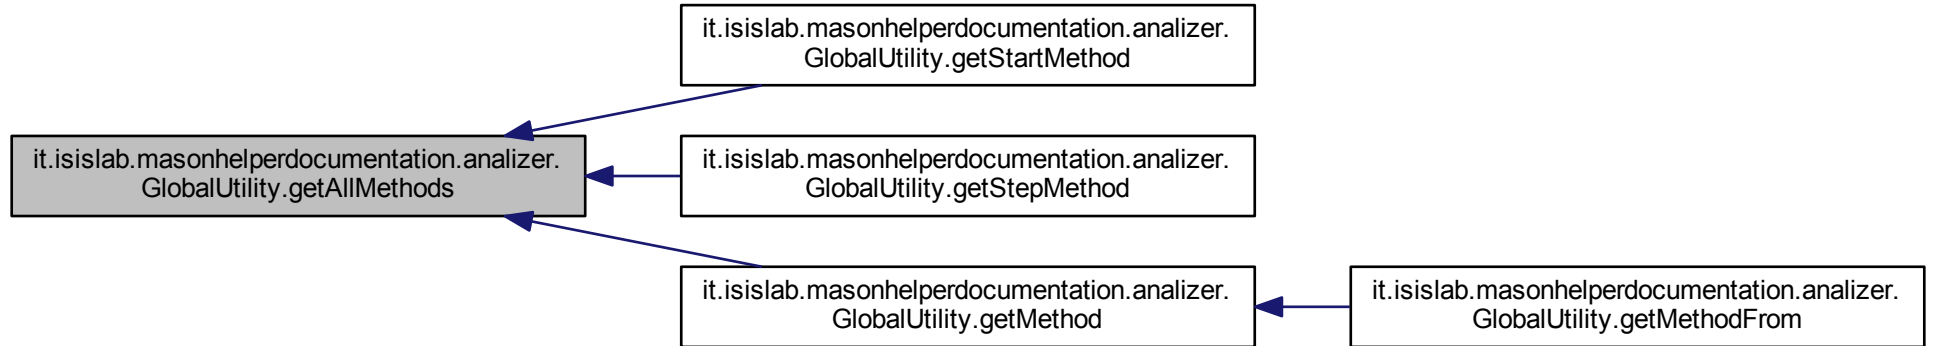 it.isislab.masonhelperdocumentation.analizer.
GlobalUtility.getStartMethod
it.isislab.masonhelperdocumentation.analizer.
GlobalUtility.getAllMethods
it.isislab.masonhelperdocumentation.analizer.
GlobalUtility.getStepMethod
it.isislab.masonhelperdocumentation.analizer.
GlobalUtility.getMethod
it.isislab.masonhelperdocumentation.analizer.
GlobalUtility.getMethodFrom